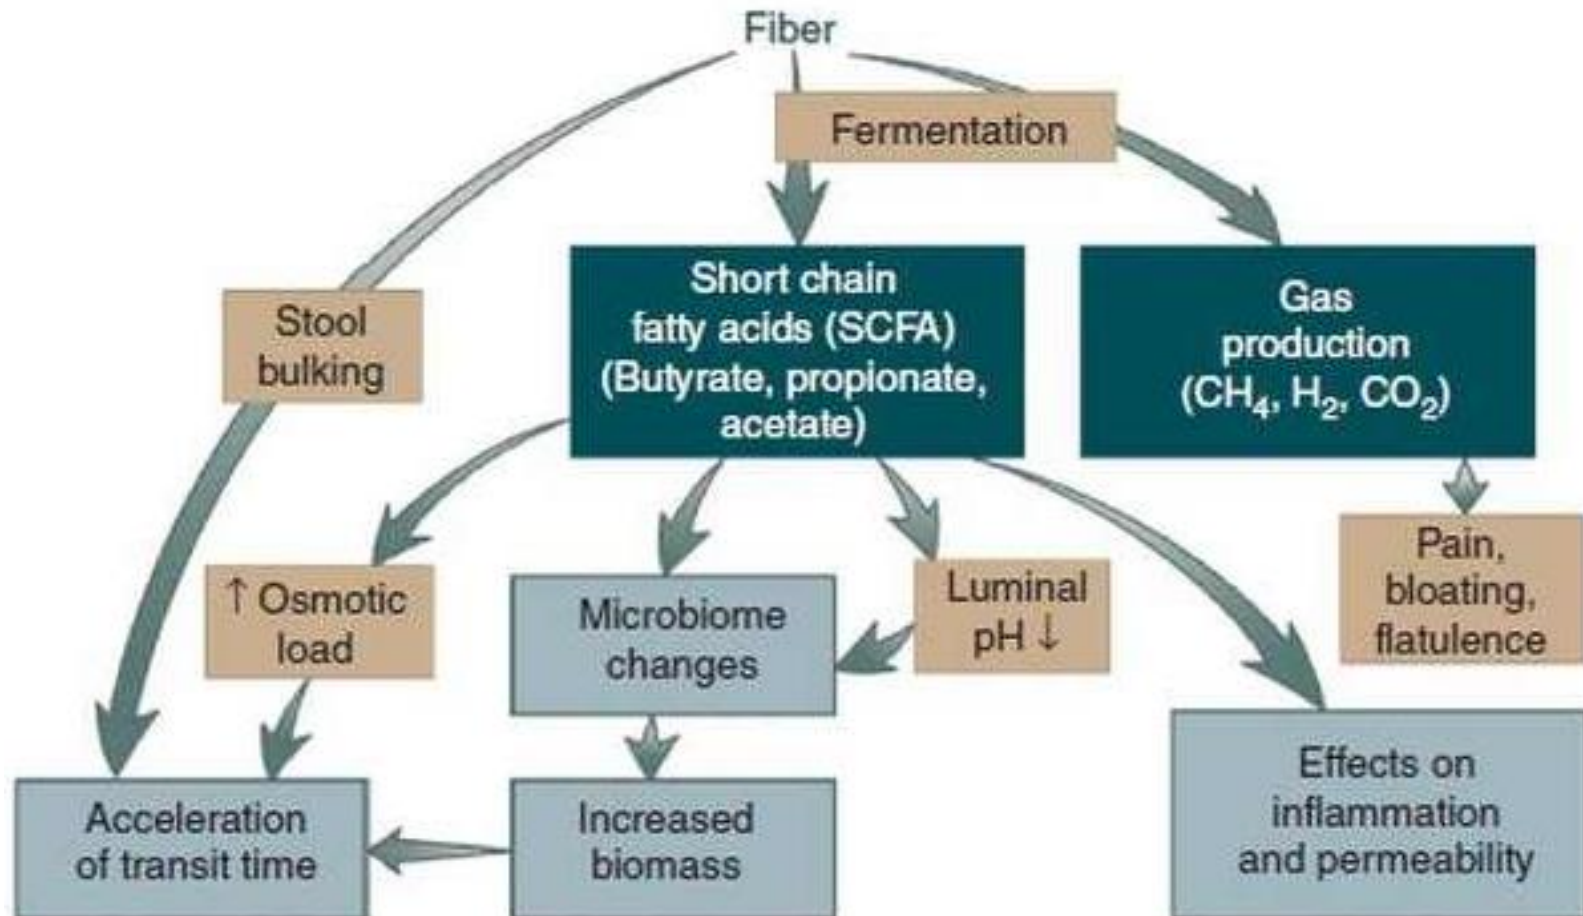 Fiber
Fermentation
Stool
bulking
Short chain
fatty acids (SCFA)
(Butyrate, propionate,
acetate)
Gas
production
(CH₄, H₂, CO₂)
↑ Osmotic
load
Microbiome
changes
Luminal
pH ↓
Pain,
bloating,
flatulence
Acceleration
of transit time
Increased
biomass
Effects on
inflammation
and permeability